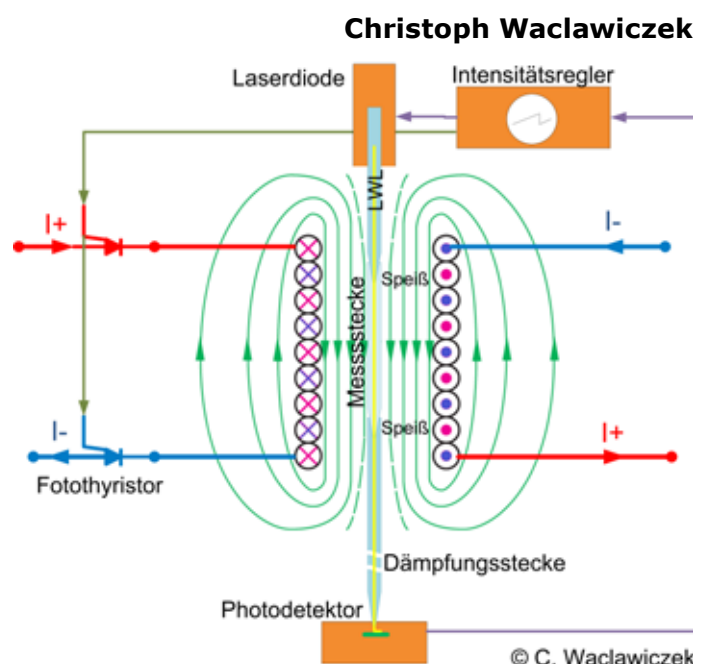 Christoph Waclawiczek
Laserdiode
Intensitätsregler
LWL
I+
I-
Speiß
Messsstecke
Speiß
I-
I+
Fotothyristor
Dämpfungsstecke
Photodetektor
© C. Waclawiczek